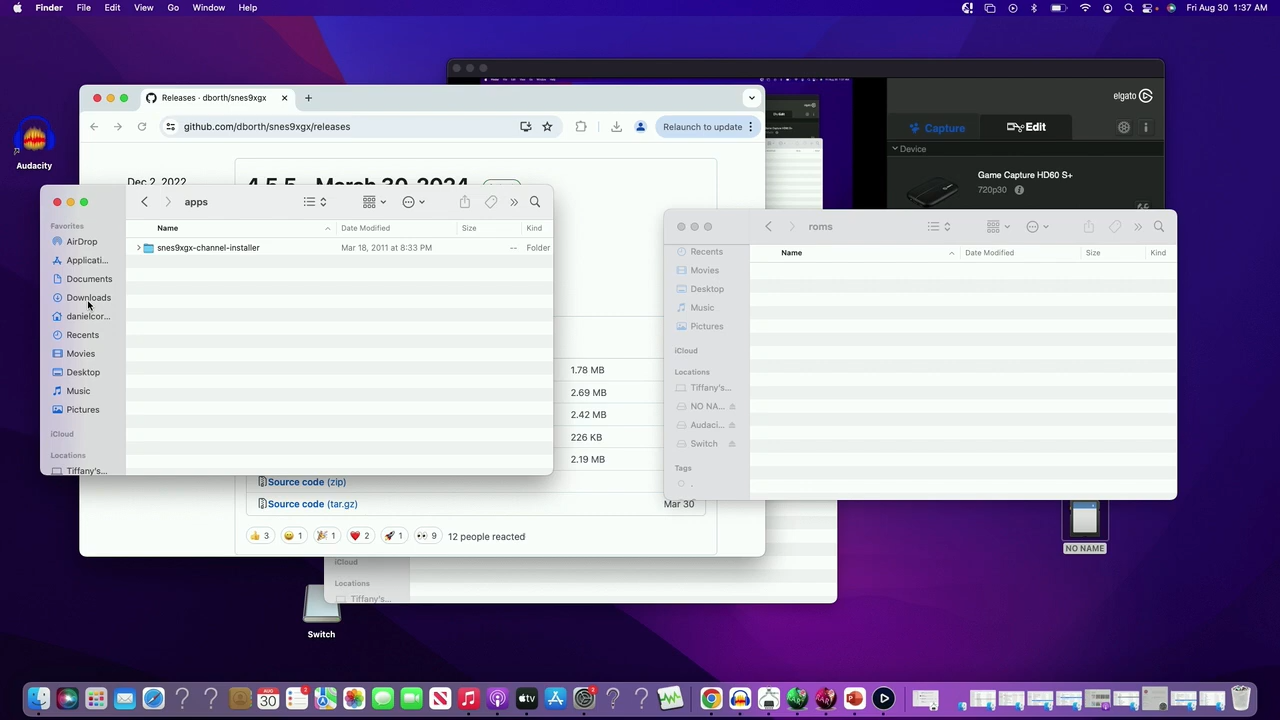 Finder File Edit View Go Window Help
Fri Aug 30 1:37 AM
elgato
Capture
Edit
Device
Game Capture HD60 S+
720p30
Releases · dborth/snes9xgx
github.com/dborth/snes9xgx/releases
Relaunch to update
Audacity
Dec 2, 2022
apps
Favorites
AirDrop
Applicati...
Documents
Downloads
danielcor...
Recents
Movies
Desktop
Music
Pictures
iCloud
Locations
Tiffany's...
Name Date Modified Size Kind
snes9xgx-channel-installer Mar 18, 2011 at 8:33 PM -- Folder
roms
Recents
Movies
Desktop
Music
Pictures
iCloud
Locations
Tiffany's...
NO NA...
Audaci...
Switch
Tags
.
Name Date Modified Size Kind
1.78 MB
2.69 MB
2.42 MB
226 KB
2.19 MB
Source code (zip)
Source code (tar.gz) Mar 30
3 1 1 2 1 9 12 people reacted
iCloud
Locations
Tiffany's...
NO NAME
Switch
AUG
30
tv